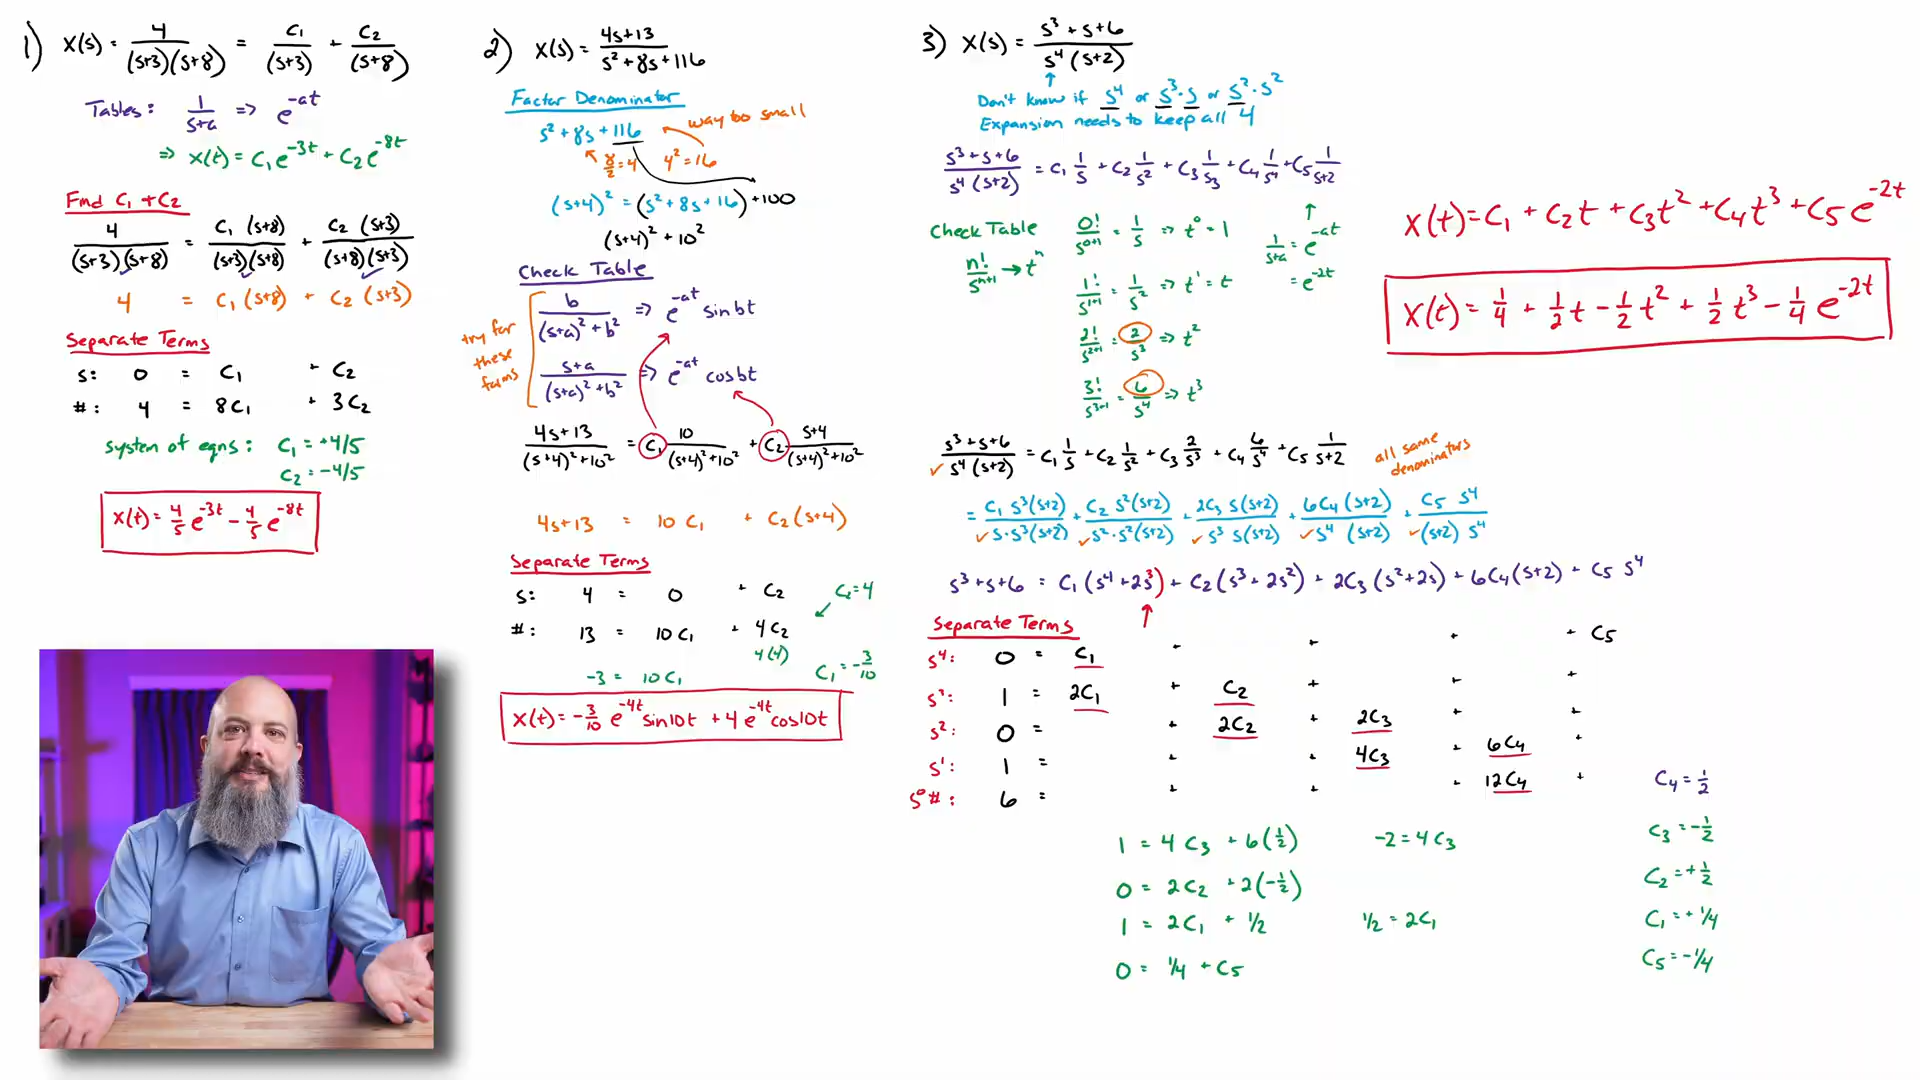 1) X(s) = 4/((s+3)(s+8)) = C₁/(s+3) + C₂/(s+8)
Tables: 1/(s+a) => e^(-at)
=> x(t) = C₁e^(-3t) + C₂e^(-8t)
Find C₁ + C₂
4/((s+3)(s+8)) = C₁(s+8)/((s+3)(s+8)) + C₂(s+3)/((s+8)(s+3))
4 = C₁(s+8) + C₂(s+3)
Separate Terms
s: 0 = C₁ + C₂
#: 4 = 8C₁ + 3C₂
system of eqns: C₁ = +4/5
C₂ = -4/5
x(t) = 4/5 e^(-3t) - 4/5 e^(-8t)
2) X(s) = (4s+13)/(s²+8s+116)
Factor Denominator
s² + 8s + 116
way too small
8/2 = 4 4² = 16
(s+4)² = (s²+8s+16) +100
(s+4)² + 10²
Check Table
try for these forms
b/((s+a)²+b²) => e^(-at) sin bt
(s+a)/((s+a)²+b²) => e^(-at) cos bt
(4s+13)/((s+4)²+10²) = C₁ 10/((s+4)²+10²) + C₂ (s+4)/((s+4)²+10²)
4s+13 = 10 C₁ + C₂(s+4)
Separate Terms
s: 4 = 0 + C₂ C₂=4
#: 13 = 10C₁ + 4C₂
4(4)
-3 = 10C₁ C₁ = -3/10
x(t) = -3/10 e^(-4t) sin10t + 4 e^(-4t) cos10t
3) X(s) = (s³+s+6)/(s⁴(s+2))
Don't know if s⁴ or s³·s or s²·s²
Expansion needs to keep all 4
(s³+s+6)/(s⁴(s+2)) = C₁ 1/s + C₂ 1/s² + C₃ 1/s³ + C₄ 1/s⁴ + C₅ 1/(s+2)
Check Table
n!/s^(n+1) → tⁿ
0!/s^(0+1) = 1/s => t⁰ = 1
1!/s^(1+1) = 1/s² => t¹ = t
2!/s^(2+1) = 2/s³ => t²
3!/s^(3+1) = 6/s⁴ => t³
1/(s+a) = e^(-at)
= e^(-2t)
(s³+s+6)/(s⁴(s+2)) = C₁ 1/s + C₂ 1/s² + C₃ 2/s³ + C₄ 6/s⁴ + C₅ 1/(s+2)
all same denominators
= C₁ s³(s+2)/(s·s³(s+2)) + C₂ s²(s+2)/(s²·s²(s+2)) + 2C₃ s(s+2)/(s³ s(s+2)) + 6C₄(s+2)/(s⁴ (s+2)) + C₅ s⁴/((s+2) s⁴)
s³+s+6 = C₁(s⁴+2s³) + C₂(s³+2s²) + 2C₃(s²+2s) + 6C₄(s+2) + C₅ s⁴
Separate Terms
s⁴: 0 = C₁ + + + + C₅
s³: 1 = 2C₁ + C₂ + + +
s²: 0 = + 2C₂ + 2C₃ + +
s¹: 1 = + + 4C₃ + 6C₄ +
s⁰#: 6 = + + + 12C₄ +
C₄ = 1/2
1 = 4C₃ + 6(1/2) -2 = 4C₃ C₃ = -1/2
0 = 2C₂ + 2(-1/2) C₂ = +1/2
1 = 2C₁ + 1/2 1/2 = 2C₁ C₁ = +1/4
0 = 1/4 + C₅ C₅ = -1/4
x(t) = C₁ + C₂t + C₃t² + C₄t³ + C₅e^(-2t)
x(t) = 1/4 + 1/2 t - 1/2 t² + 1/2 t³ - 1/4 e^(-2t)